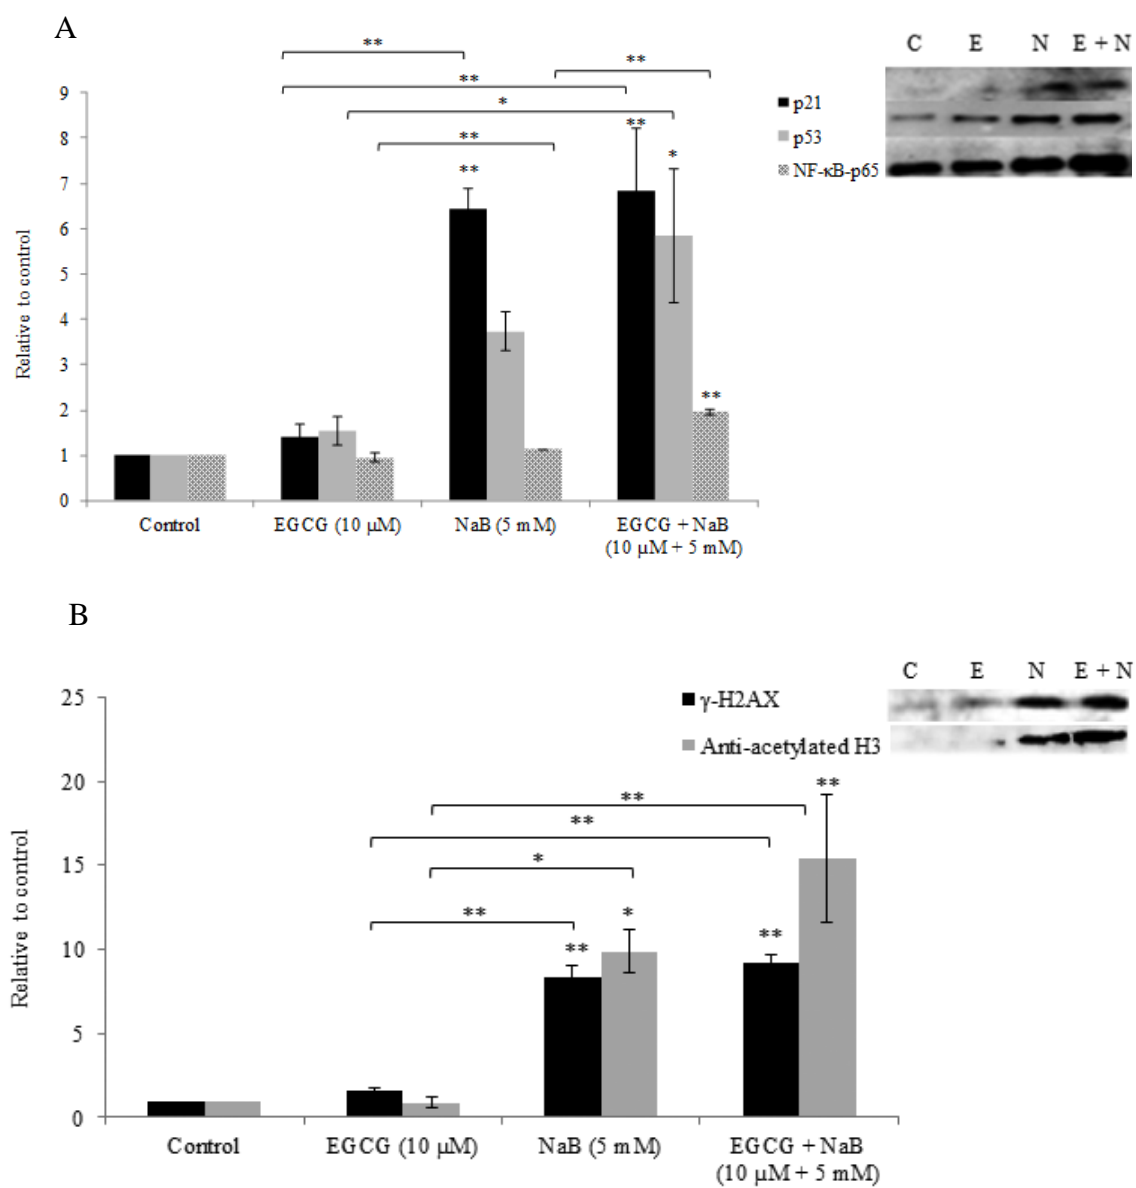 A
C E N E + N
**
**
**
*
**
**
**
*
**
p21
p53
NF-κB-p65
Relative to control
9
8
7
6
5
4
3
2
1
0
Control EGCG (10 μM) NaB (5 mM) EGCG + NaB
(10 μM + 5 mM)
B
C E N E + N
γ-H2AX
Anti-acetylated H3
Relative to control
25
20
15
10
5
0
**
**
**
*
**
*
**
**
Control EGCG (10 μM) NaB (5 mM) EGCG + NaB
(10 μM + 5 mM)